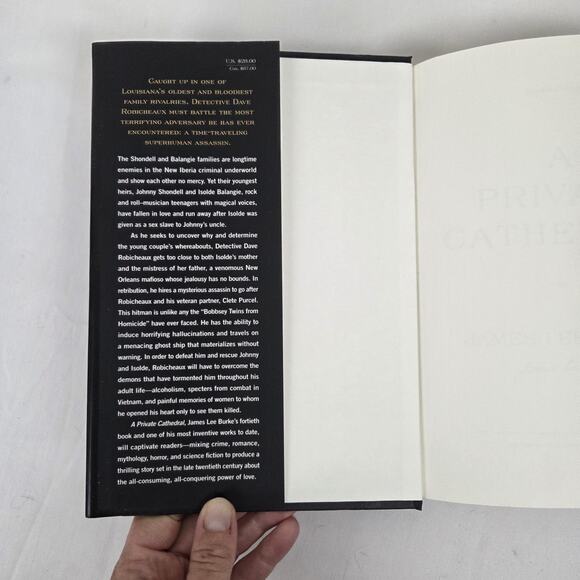 U.S. $28.00
Can. $37.00
Caught up in one of
Louisiana's oldest and bloodiest
family rivalries, Detective Dave
Robicheaux must battle the most
terrifying adversary he has ever
encountered: a time-traveling
superhuman assassin.
The Shondell and Balangie families are longtime
enemies in the New Iberia criminal underworld
and show each other no mercy. Yet their youngest
heirs, Johnny Shondell and Isolde Balangie, rock
and roll–musician teenagers with magical voices,
have fallen in love and run away after Isolde was
given as a sex slave to Johnny's uncle.
As he seeks to uncover why and determine
the young couple's whereabouts, Detective Dave
Robicheaux gets too close to both Isolde's mother
and the mistress of her father, a venomous New
Orleans mafioso whose jealousy has no bounds. In
retribution, he hires a mysterious assassin to go after
Robicheaux and his veteran partner, Clete Purcel.
This hitman is unlike any the "Bobbsey Twins from
Homicide" have ever faced. He has the ability to
induce horrifying hallucinations and travels on
a menacing ghost ship that materializes without
warning. In order to defeat him and rescue Johnny
and Isolde, Robicheaux will have to overcome the
demons that have tormented him throughout his
adult life—alcoholism, specters from combat in
Vietnam, and painful memories of women to whom
he opened his heart only to see them killed.
A Private Cathedral, James Lee Burke's fortieth
book and one of his most inventive works to date,
will captivate readers—mixing crime, romance,
mythology, horror, and science fiction to produce a
thrilling story set in the late twentieth century about
the all-consuming, all-conquering power of love.
A
PRIV
CATHE